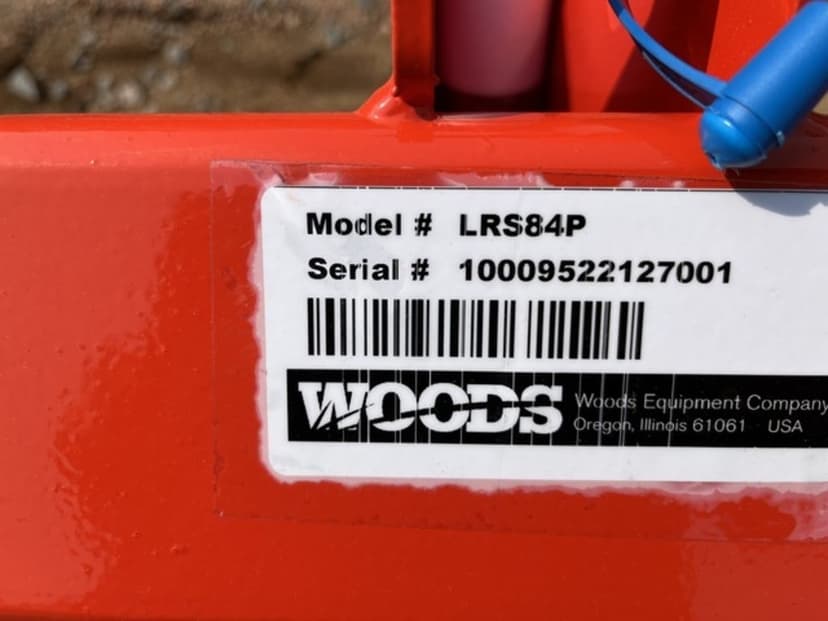 Model # LRS84P
Serial # 10009522127001
WOODS
Woods Equipment Company
Oregon, Illinois 61061 USA